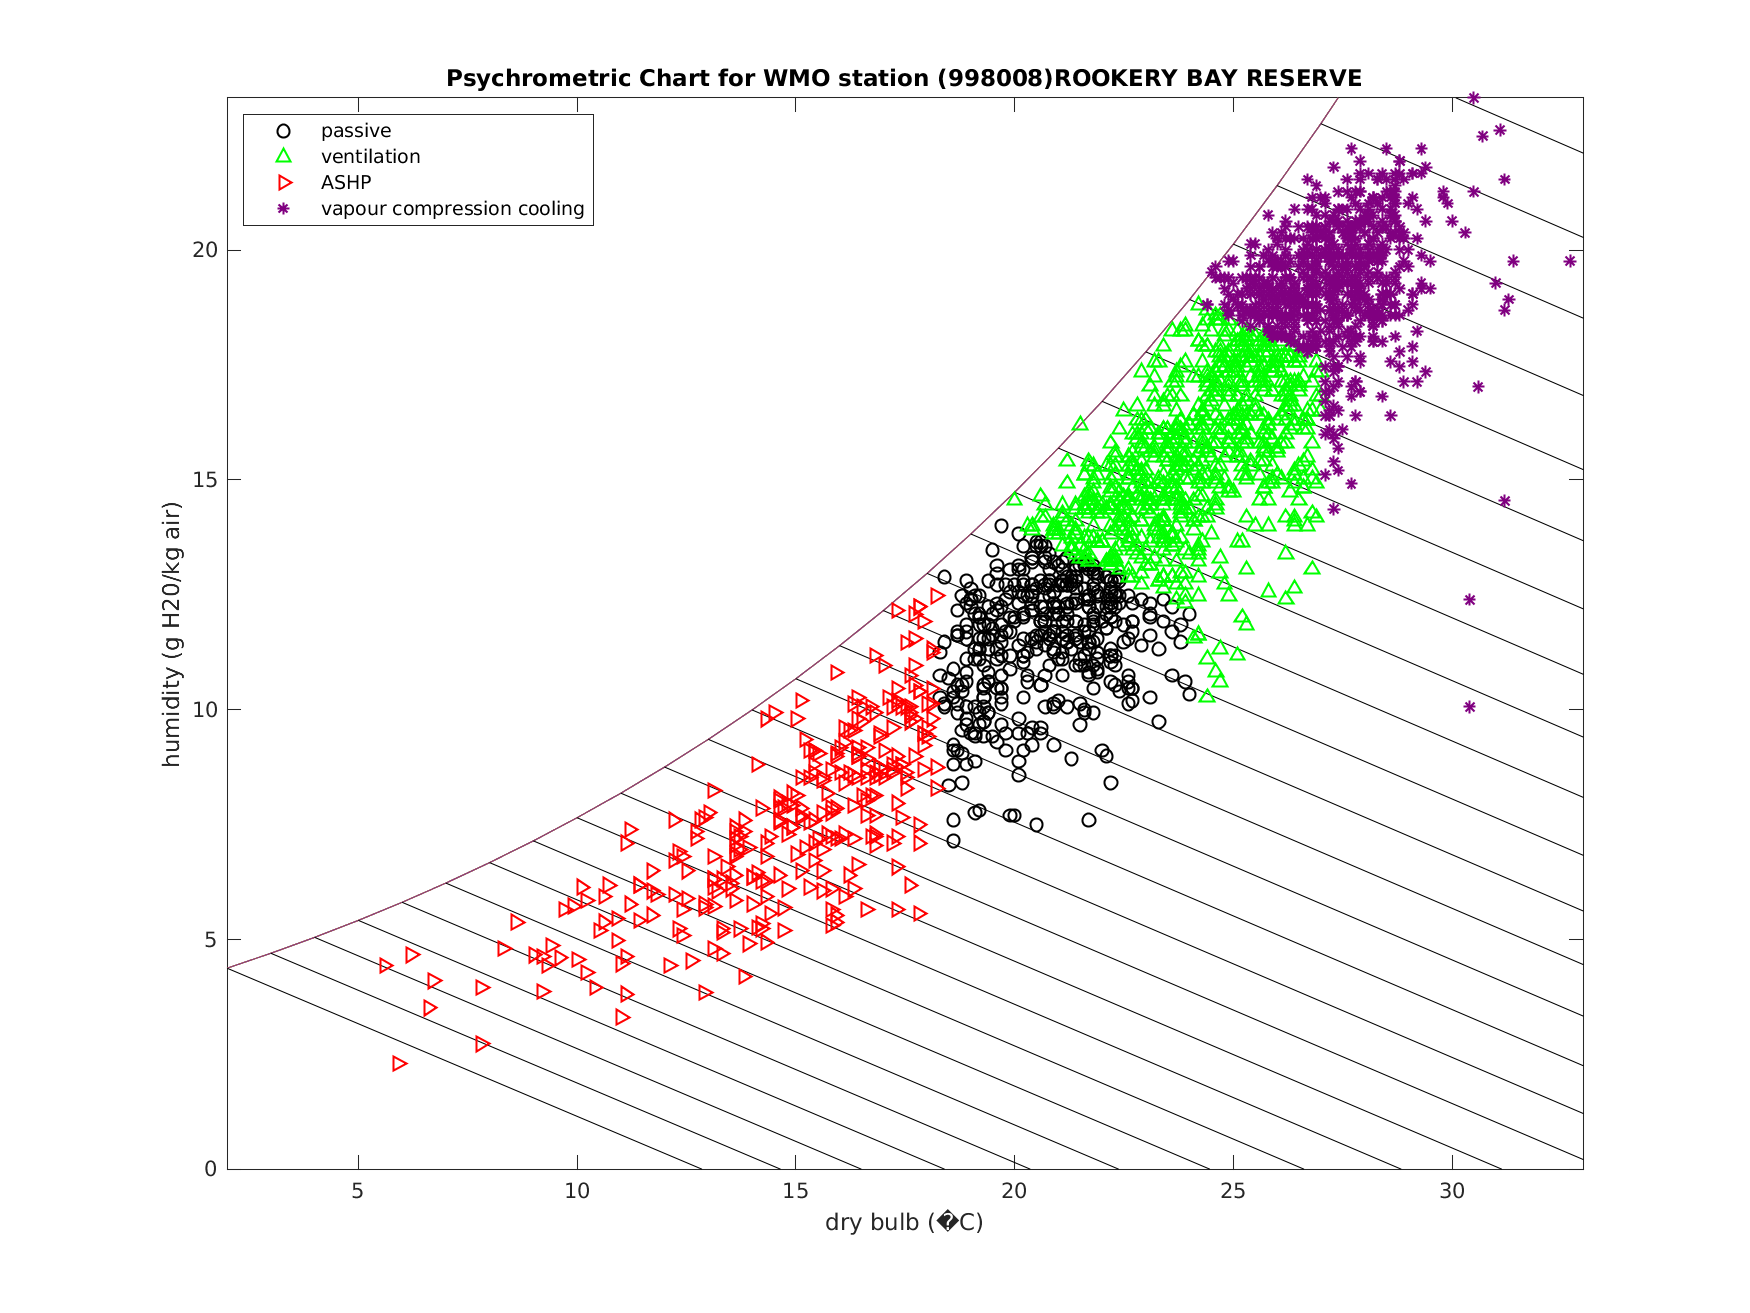 Psychrometric Chart for WMO station (998008)ROOKERY BAY RESERVE
passive
ventilation
ASHP
vapour compression cooling
humidity (g H20/kg air)
20
15
10
5
0
5
10
15
20
25
30
dry bulb (�C)